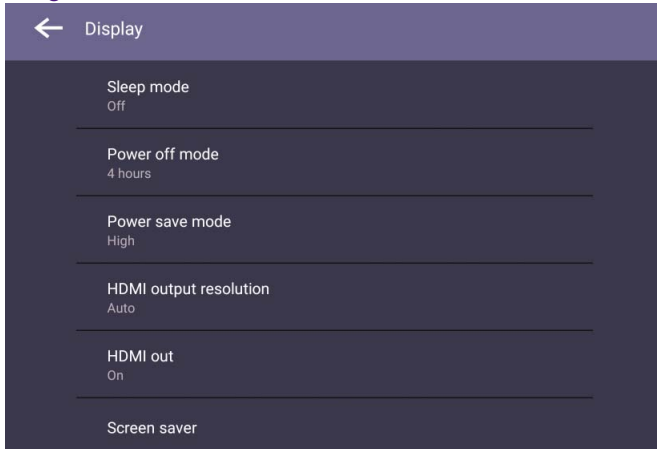 Display
Sleep mode
Off
Power off mode
4 hours
Power save mode
High
HDMI output resolution
Auto
HDMI out
On
Screen saver